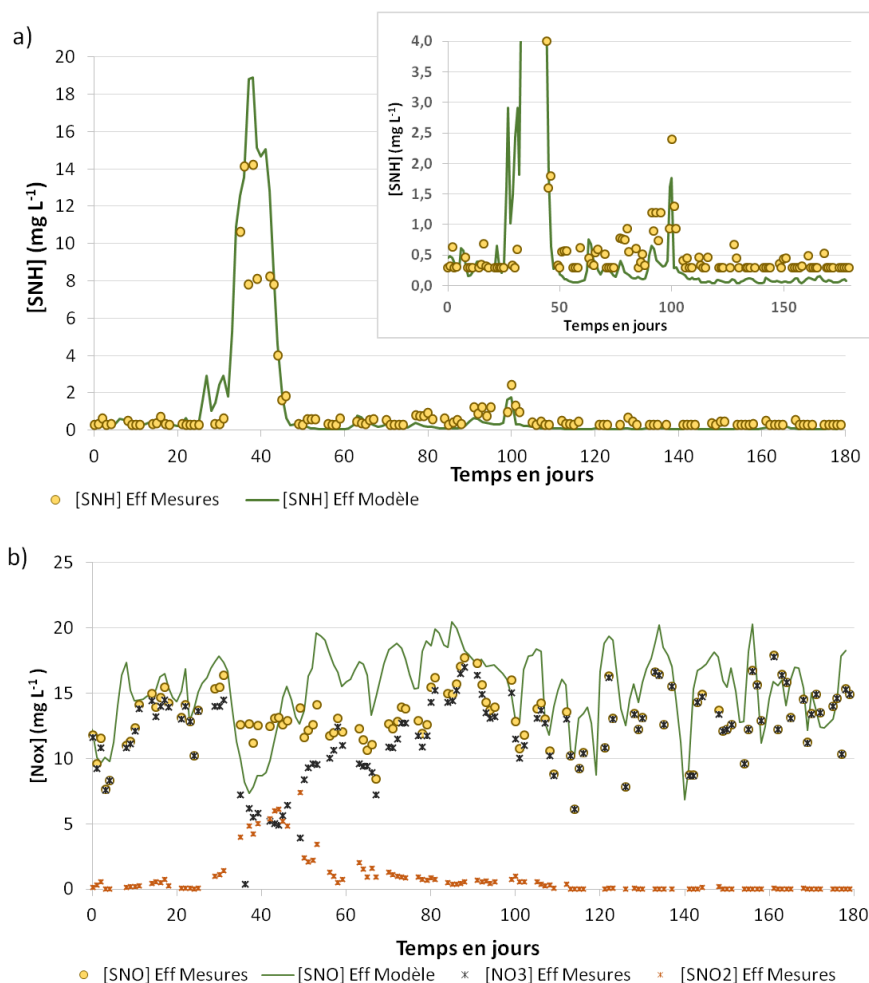 a)
[SNH] (mg L-1)
20
18
16
14
12
10
8
6
4
2
0
0 20 40 60 80 100 120 140 160 180
Temps en jours
[SNH] (mg L-1)
4,0
3,5
3,0
2,5
2,0
1,5
1,0
0,5
0,0
0 50 100 150
Temps en jours
[SNH] Eff Mesures [SNH] Eff Modèle
b)
[Nox] (mg L-1)
25
20
15
10
5
0
0 20 40 60 80 100 120 140 160 180
Temps en jours
[SNO] Eff Mesures [SNO] Eff Modèle [NO3] Eff Mesures [SNO2] Eff Mesures